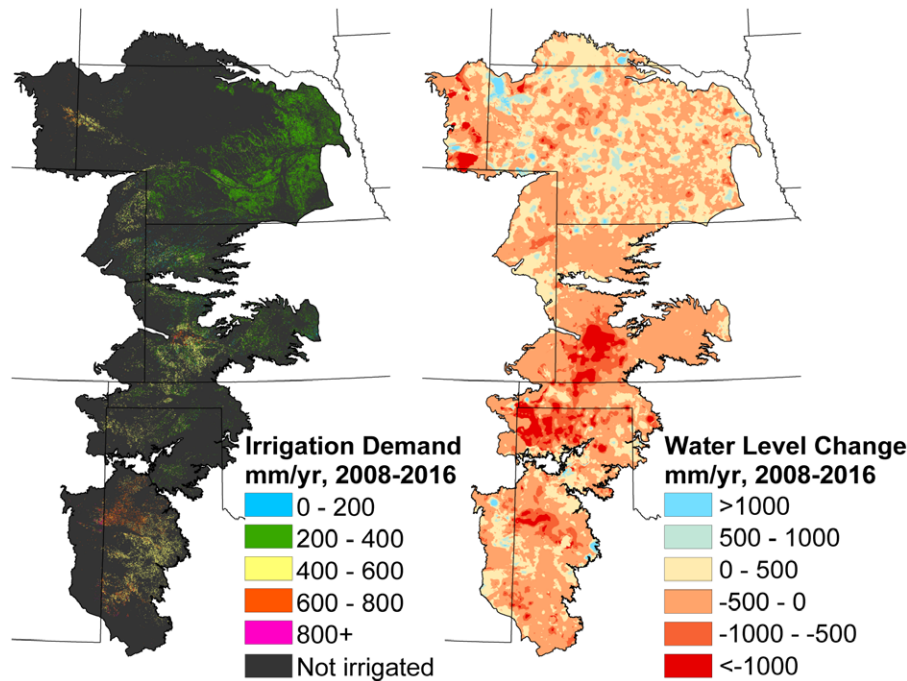 Irrigation Demand
mm/yr, 2008-2016
0 - 200
200 - 400
400 - 600
600 - 800
800+
Not irrigated
Water Level Change
mm/yr, 2008-2016
>1000
500 - 1000
0 - 500
-500 - 0
-1000 - -500
<-1000